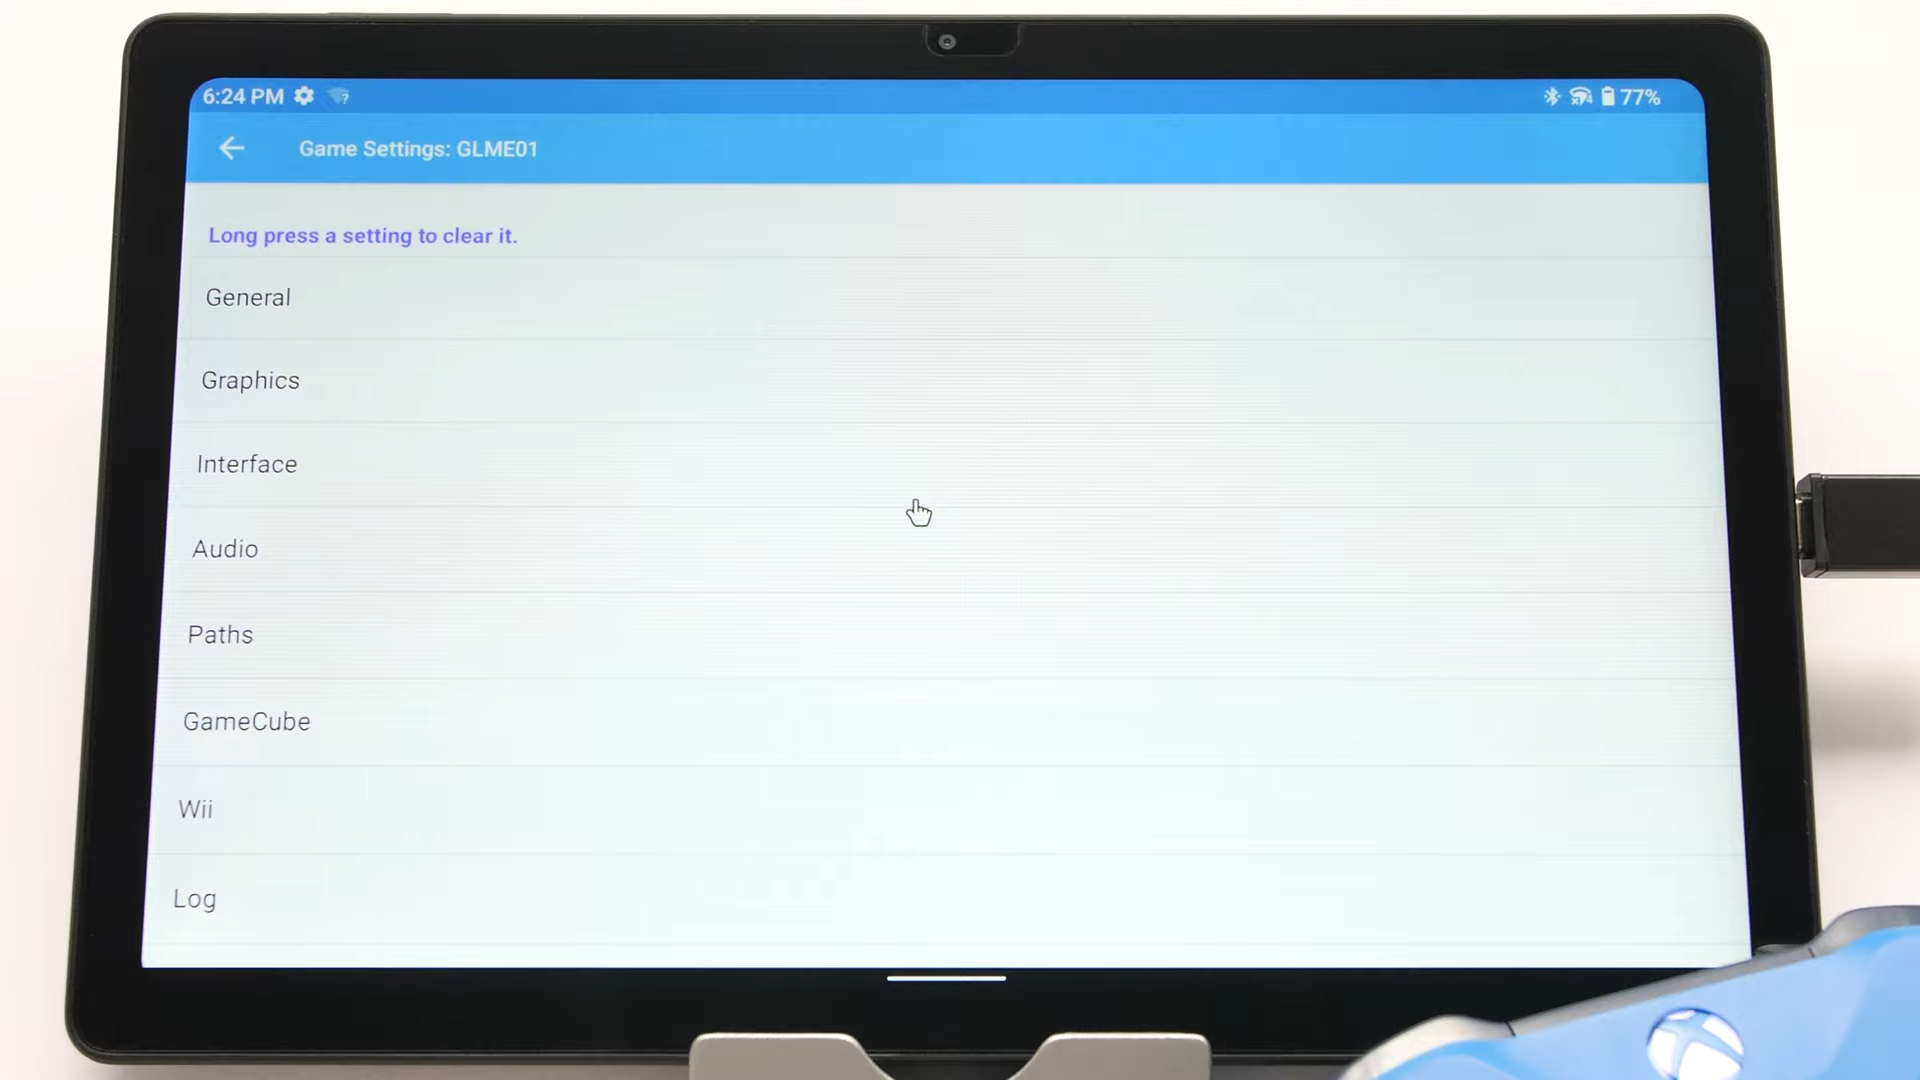 6:24 PM 77%
Game Settings: GLME01
Long press a setting to clear it.
General
Graphics
Interface
Audio
Paths
GameCube
Wii
Log